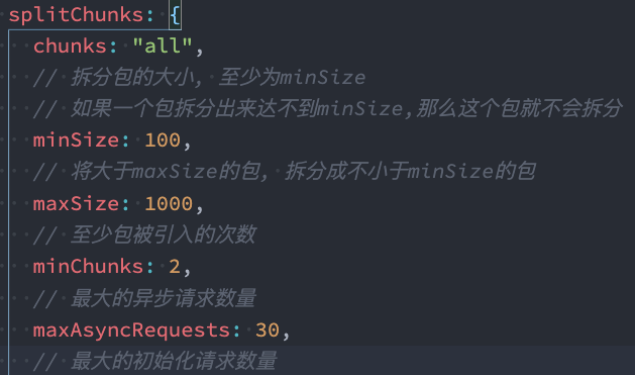 splitChunks: {
chunks: "all",
// 拆分包的大小, 至少为minSize
// 如果一个包拆分出来达不到minSize,那么这个包就不会拆分
minSize: 100,
// 将大于maxSize的包, 拆分成不小于minSize的包
maxSize: 1000,
// 至少包被引入的次数
minChunks: 2,
// 最大的异步请求数量
maxAsyncRequests: 30,
// 最大的初始化请求数量